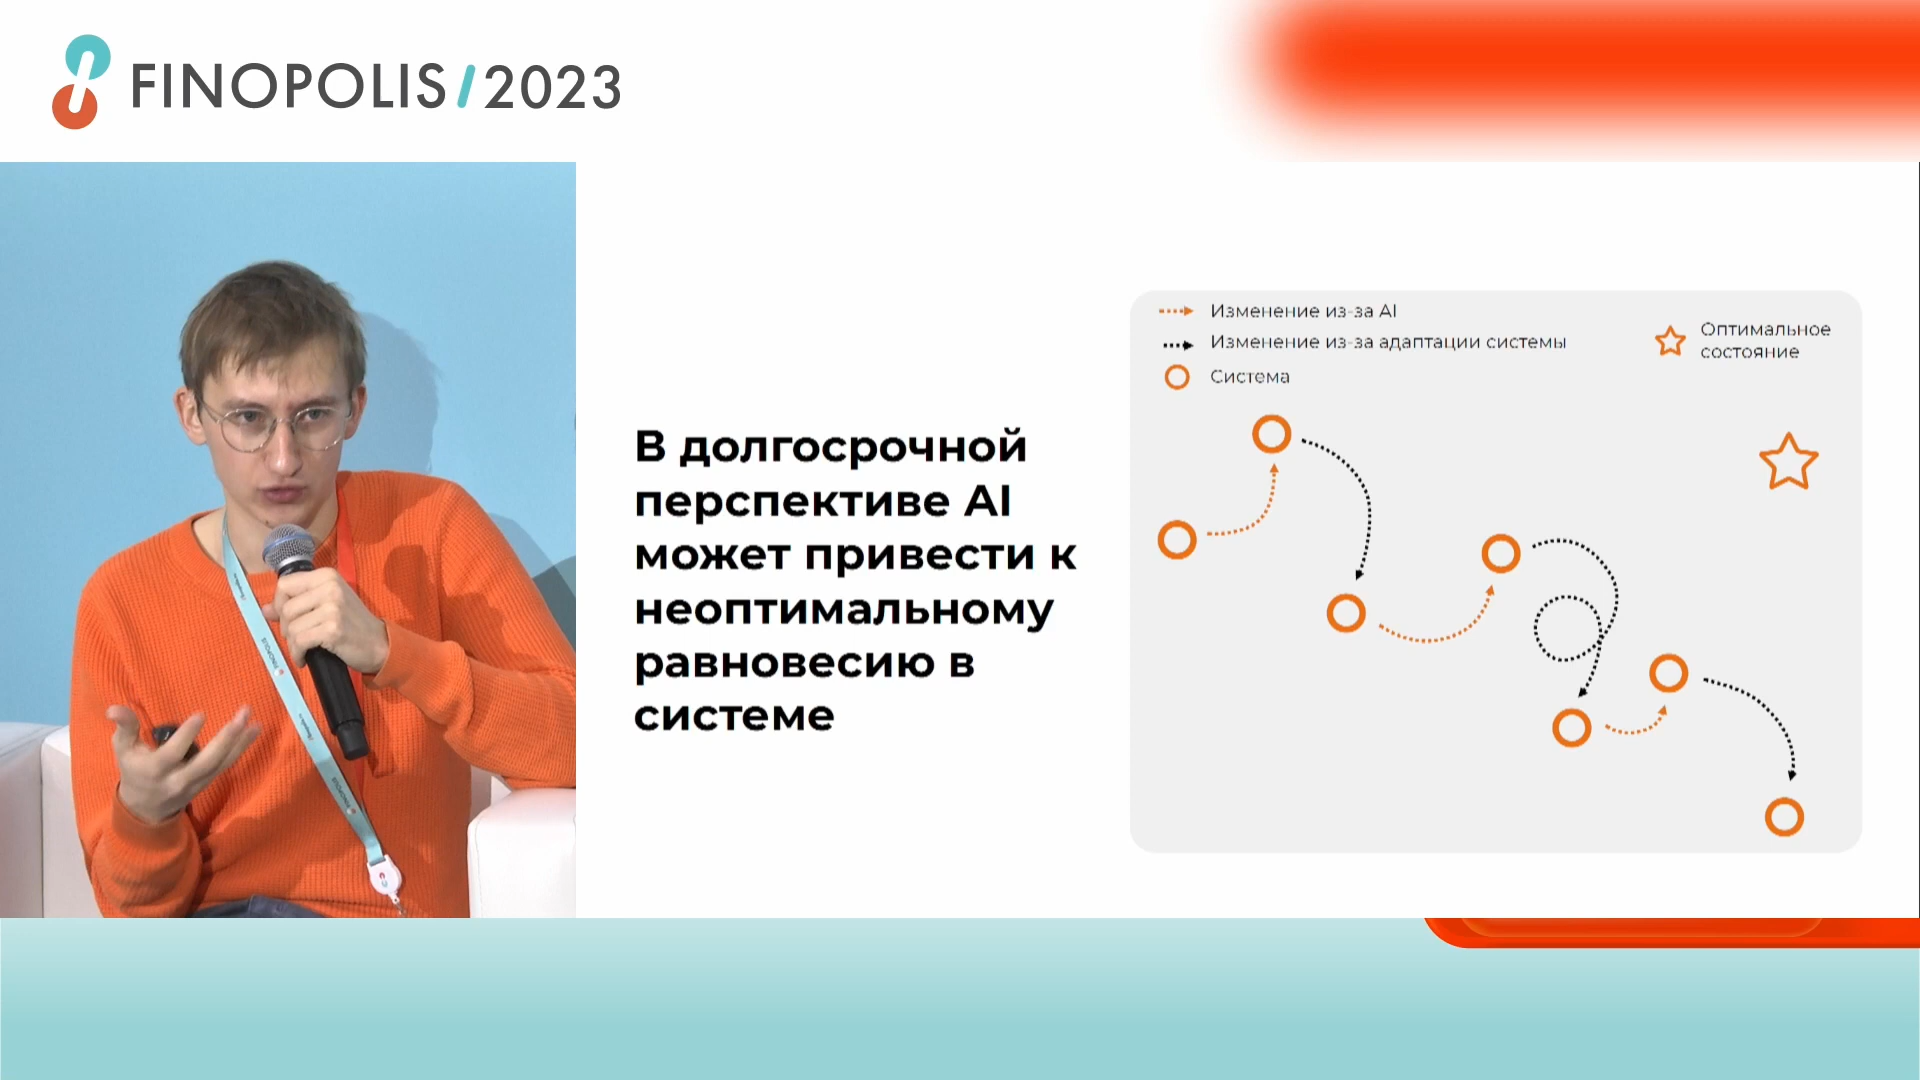 FINOPOLIS/2023
В долгосрочной
перспективе AI
может привести к
неоптимальному
равновесию в
системе
Изменение из-за AI
Изменение из-за адаптации системы
Система
Оптимальное
состояние